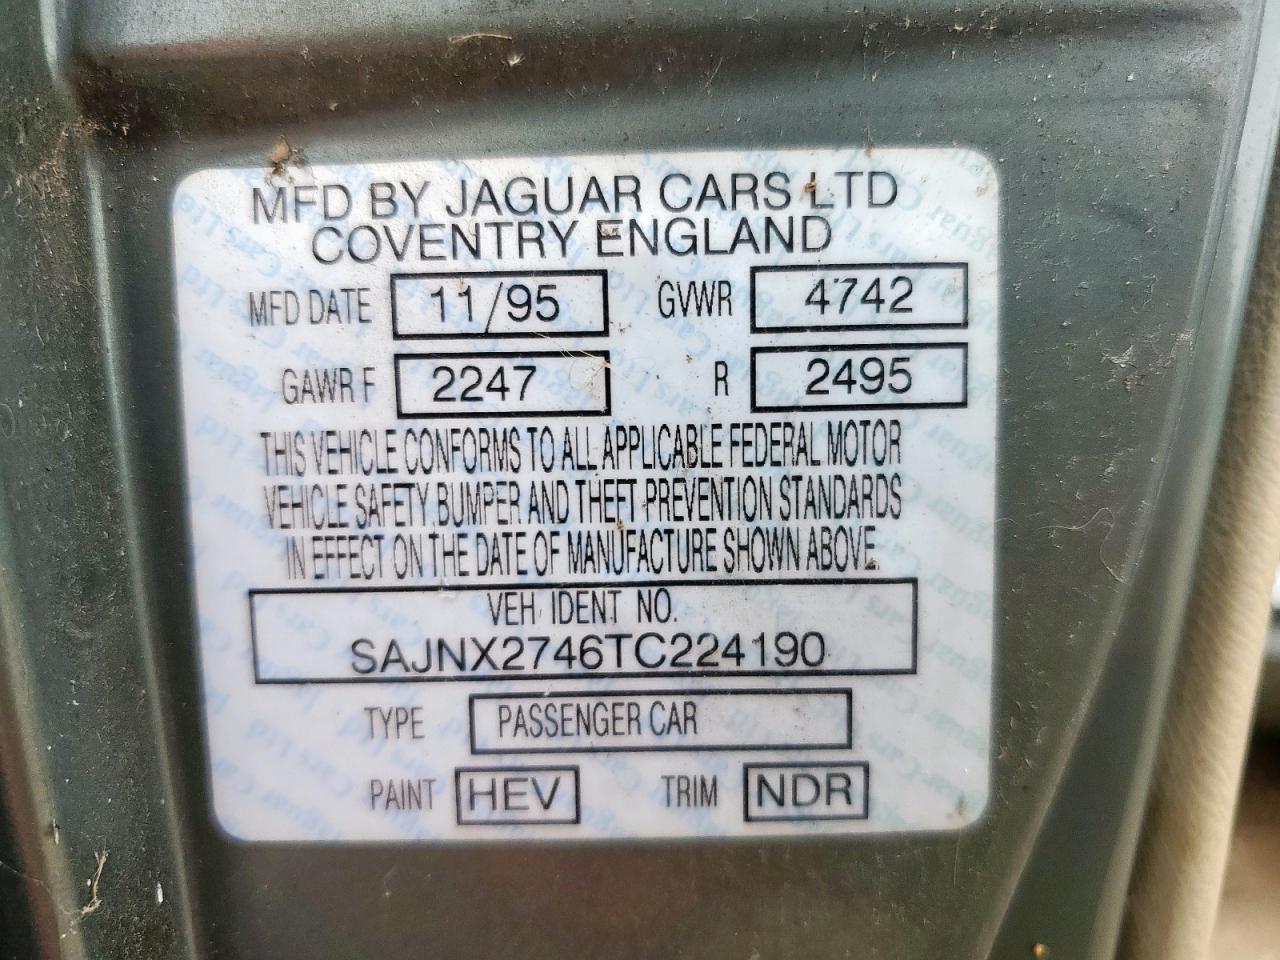 MFD BY JAGUAR CARS LTD
COVENTRY ENGLAND
MFD DATE 11/95 GVWR 4742
GAWR F 2247 R 2495
THIS VEHICLE CONFORMS TO ALL APPLICABLE FEDERAL MOTOR
VEHICLE SAFETY, BUMPER AND THEFT PREVENTION STANDARDS
IN EFFECT ON THE DATE OF MANUFACTURE SHOWN ABOVE.
VEH. IDENT NO.
SAJNX2746TC224190
TYPE PASSENGER CAR
PAINT HEV TRIM NDR